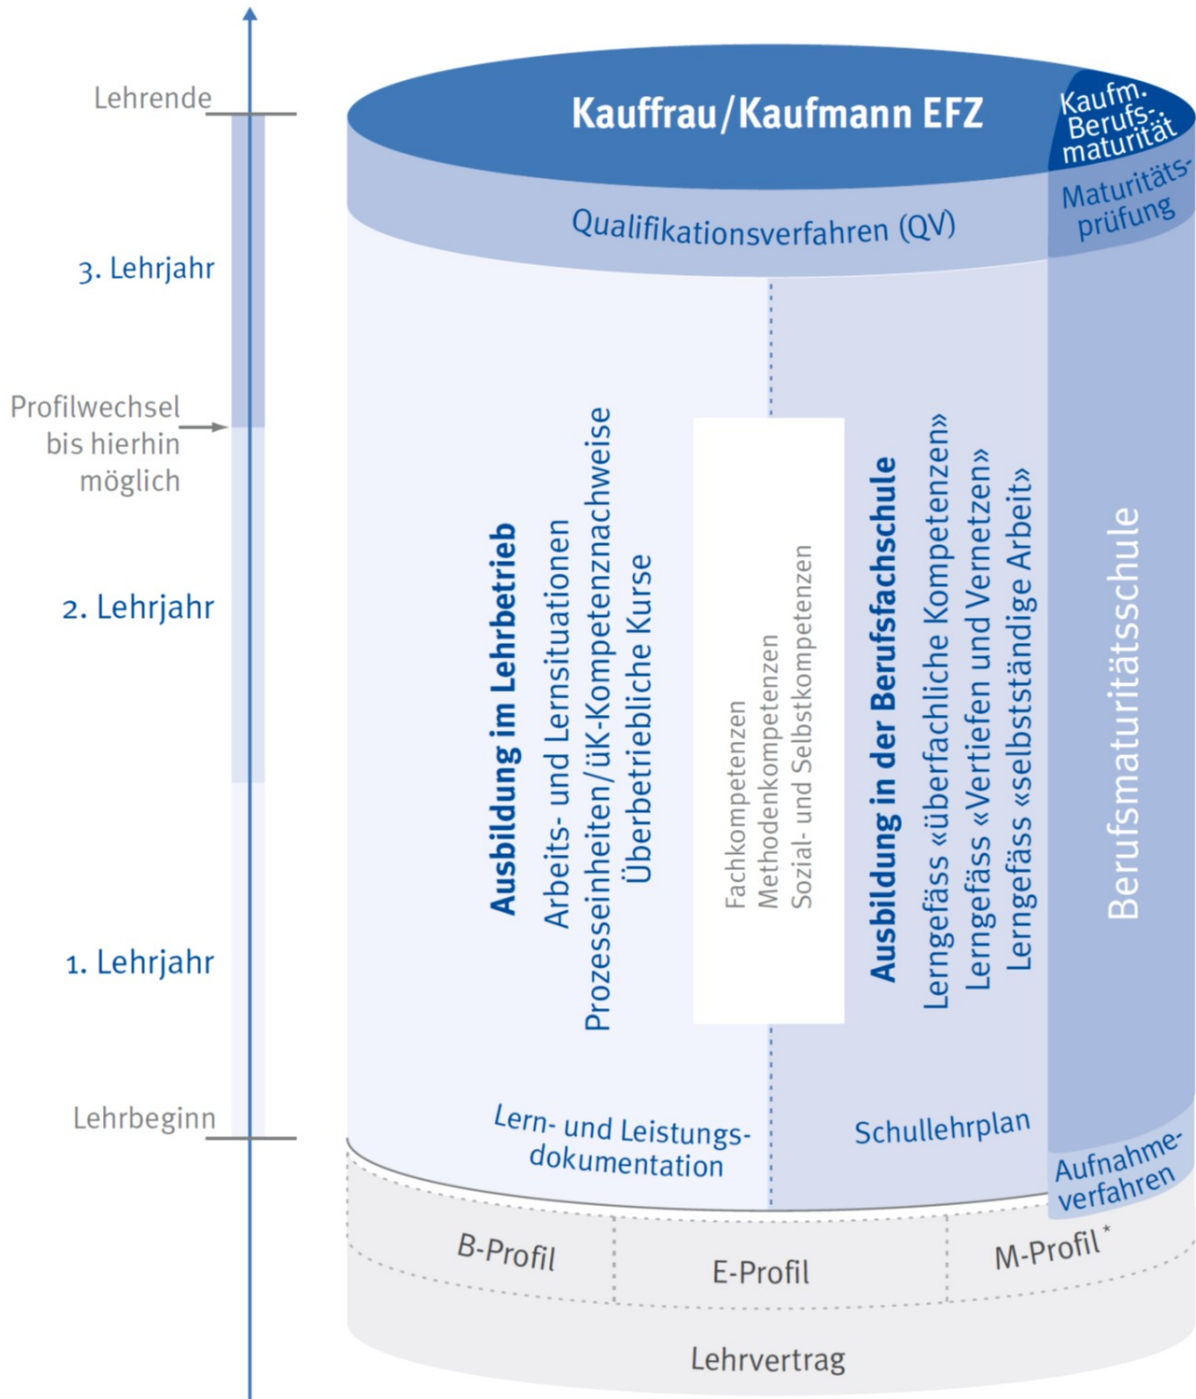 Lehrende
3. Lehrjahr
Profilwechsel
bis hierhin
möglich
2. Lehrjahr
1. Lehrjahr
Lehrbeginn
Kauffrau/Kaufmann EFZ
Kaufm.
Berufs-
maturität
Qualifikationsverfahren (QV)
Maturitäts-
prüfung
Ausbildung im Lehrbetrieb
Arbeits- und Lernsituationen
Prozesseinheiten/üK-Kompetenznachweise
Überbetriebliche Kurse
Fachkompetenzen
Methodenkompetenzen
Sozial- und Selbstkompetenzen
Ausbildung in der Berufsfachschule
Lerngefäss «überfachliche Kompetenzen»
Lerngefäss «Vertiefen und Vernetzen»
Lerngefäss «selbstständige Arbeit»
Berufsmaturitätsschule
Lern- und Leistungs-
dokumentation
Schullehrplan
Aufnahme-
verfahren
B-Profil
E-Profil
M-Profil*
Lehrvertrag